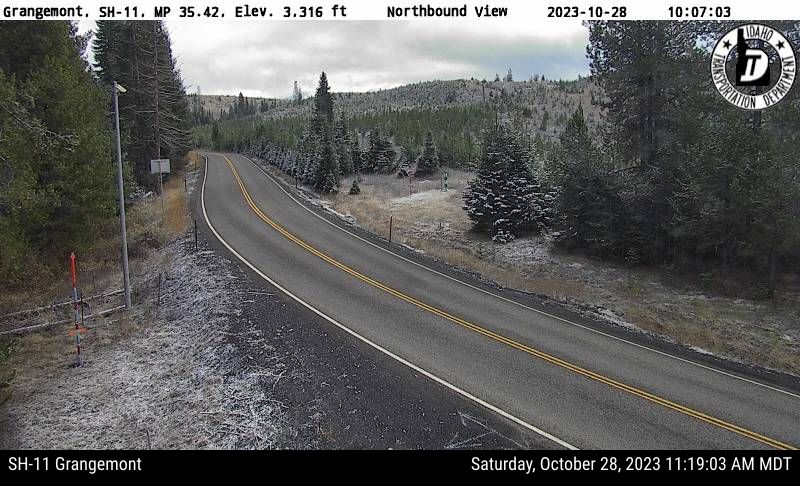 Grangemont, SH-11, MP 35.42, Elev. 3,316 ft Northbound View 2023-10-28 10:07:03
IDAHO
TRANSPORTATION DEPARTMENT
SH-11 Grangemont Saturday, October 28, 2023 11:19:03 AM MDT